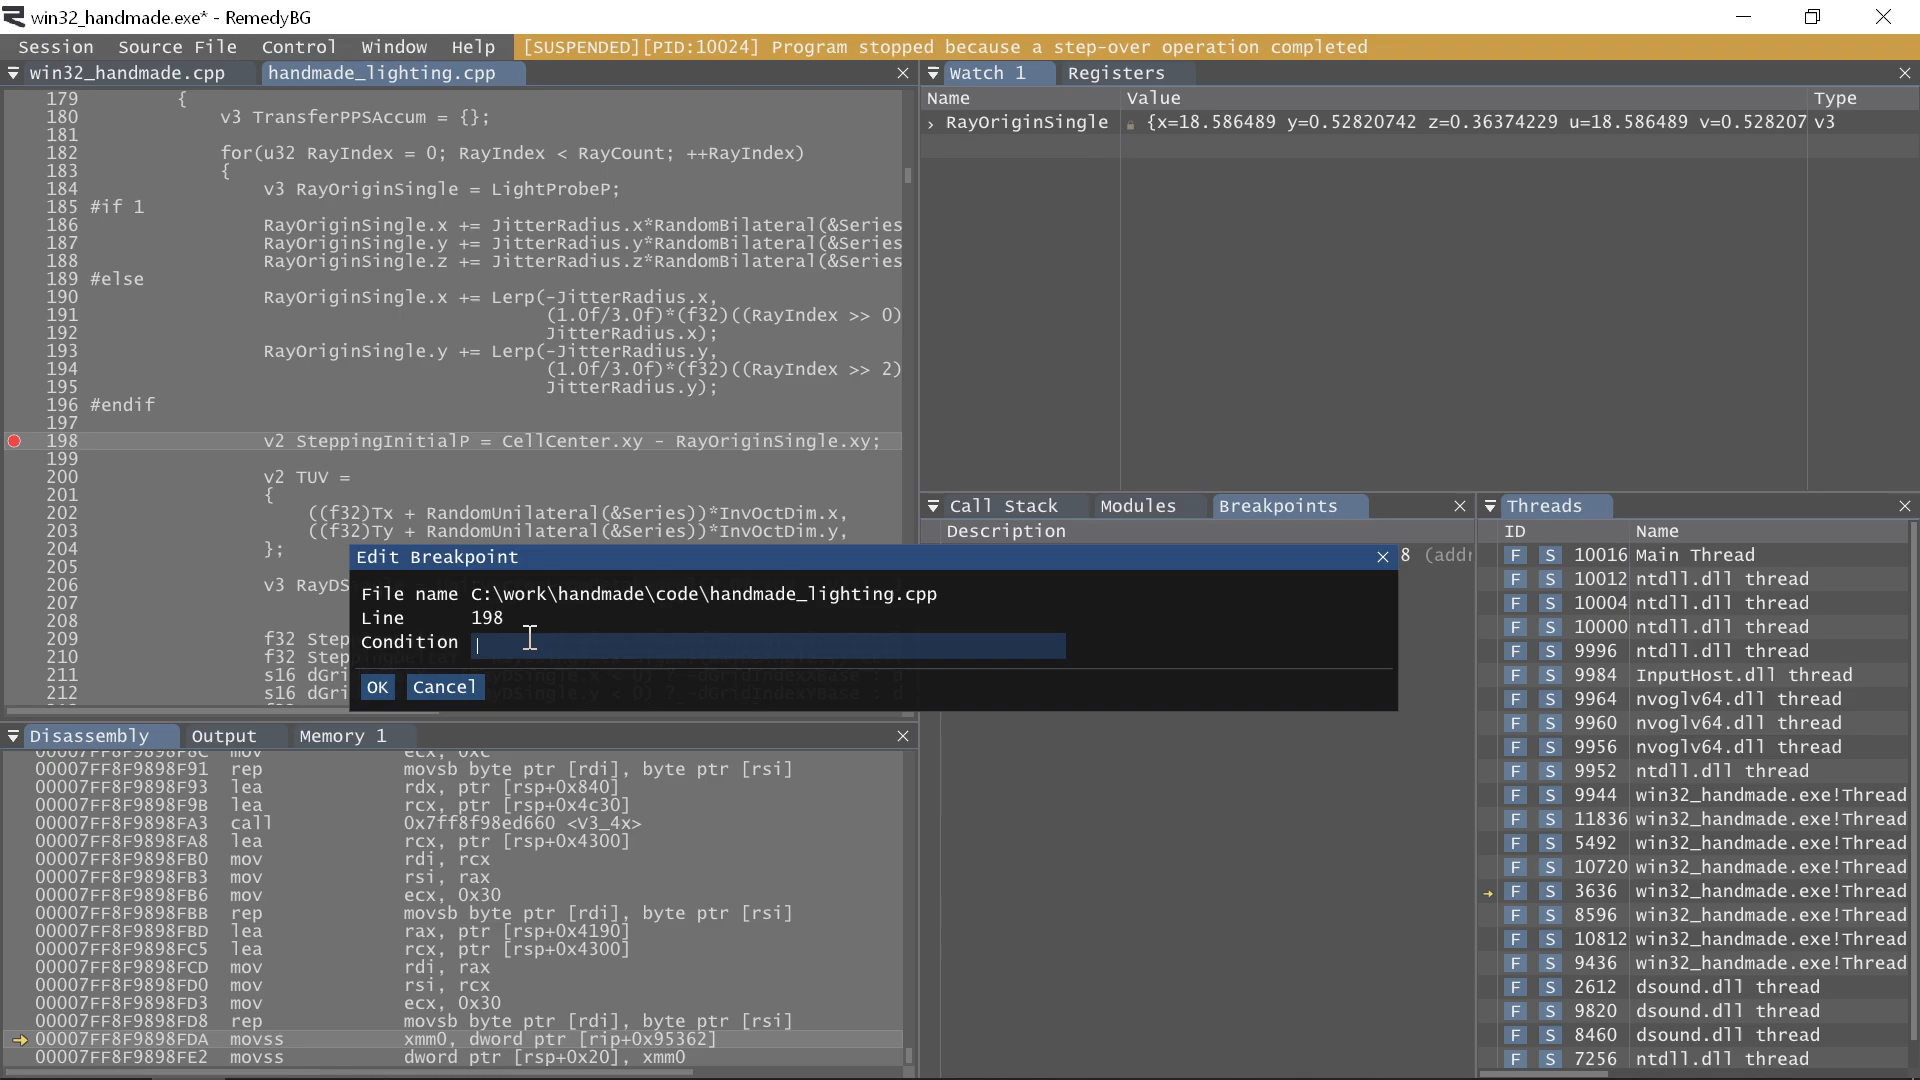 win32_handmade.exe* - RemedyBG
Session Source File Control Window Help [SUSPENDED][PID:10024] Program stopped because a step-over operation completed
win32_handmade.cpp handmade_lighting.cpp
179 {
180 v3 TransferPPSAccum = {};
181
182 for(u32 RayIndex = 0; RayIndex < RayCount; ++RayIndex)
183 {
184 v3 RayOriginSingle = LightProbeP;
185 #if 1
186 RayOriginSingle.x += JitterRadius.x*RandomBilateral(&Series
187 RayOriginSingle.y += JitterRadius.y*RandomBilateral(&Series
188 RayOriginSingle.z += JitterRadius.z*RandomBilateral(&Series
189 #else
190 RayOriginSingle.x += Lerp(-JitterRadius.x,
191 (1.0f/3.0f)*(f32)((RayIndex >> 0)
192 JitterRadius.x);
193 RayOriginSingle.y += Lerp(-JitterRadius.y,
194 (1.0f/3.0f)*(f32)((RayIndex >> 2)
195 JitterRadius.y);
196 #endif
197
198 v2 SteppingInitialP = CellCenter.xy - RayOriginSingle.xy;
199
200 v2 TUV =
201 {
202 ((f32)Tx + RandomUnilateral(&Series))*InvOctDim.x,
203 ((f32)Ty + RandomUnilateral(&Series))*InvOctDim.y,
204 };
205
206 v3 RayDS
207
208
209 f32 Step
210 f32 Step
211 s16 dGri
212 s16 dGri
Watch 1 Registers
Name Value Type
RayOriginSingle {x=18.586489 y=0.52820742 z=0.36374229 u=18.586489 v=0.528207 v3
Call Stack Modules Breakpoints
Description
8 (addr
Edit Breakpoint
File name C:\work\handmade\code\handmade_lighting.cpp
Line 198
Condition
OK Cancel
Threads
ID Name
F S 10016 Main Thread
F S 10012 ntdll.dll thread
F S 10004 ntdll.dll thread
F S 10000 ntdll.dll thread
F S 9996 ntdll.dll thread
F S 9984 InputHost.dll thread
F S 9964 nvoglv64.dll thread
F S 9960 nvoglv64.dll thread
F S 9956 nvoglv64.dll thread
F S 9952 ntdll.dll thread
F S 9944 win32_handmade.exe!Thread
F S 11836 win32_handmade.exe!Thread
F S 5492 win32_handmade.exe!Thread
F S 10720 win32_handmade.exe!Thread
F S 3636 win32_handmade.exe!Thread
F S 8596 win32_handmade.exe!Thread
F S 10812 win32_handmade.exe!Thread
F S 9436 win32_handmade.exe!Thread
F S 2612 dsound.dll thread
F S 9820 dsound.dll thread
F S 8460 dsound.dll thread
F S 7256 ntdll.dll thread
Disassembly Output Memory 1
00007FF8F9898F8C mov ecx, 0xc
00007FF8F9898F91 rep movsb byte ptr [rdi], byte ptr [rsi]
00007FF8F9898F93 lea rdx, ptr [rsp+0x840]
00007FF8F9898F9B lea rcx, ptr [rsp+0x4c30]
00007FF8F9898FA3 call 0x7ff8f98ed660 <v3_4x>
00007FF8F9898FA8 lea rcx, ptr [rsp+0x4300]
00007FF8F9898FB0 mov rdi, rcx
00007FF8F9898FB3 mov rsi, rax
00007FF8F9898FB6 mov ecx, 0x30
00007FF8F9898FBB rep movsb byte ptr [rdi], byte ptr [rsi]
00007FF8F9898FBD lea rax, ptr [rsp+0x4190]
00007FF8F9898FC5 lea rcx, ptr [rsp+0x4300]
00007FF8F9898FCD mov rdi, rax
00007FF8F9898FD0 mov rsi, rcx
00007FF8F9898FD3 mov ecx, 0x30
00007FF8F9898FD8 rep movsb byte ptr [rdi], byte ptr [rsi]
00007FF8F9898FDA movss xmm0, dword ptr [rip+0x95362]
00007FF8F9898FE2 movss dword ptr [rsp+0x20], xmm0